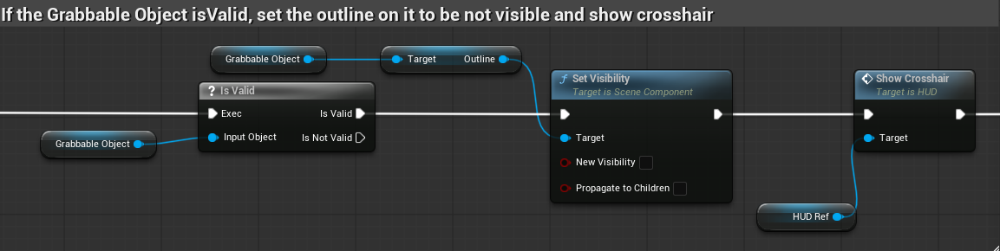 If the Grabbable Object isValid, set the outline on it to be not visible and show crosshair
Grabbable Object
Target Outline
? Is Valid
Exec Is Valid
Input Object Is Not Valid
Grabbable Object
f Set Visibility
Target is Scene Component
Target
New Visibility
Propagate to Children
Show Crosshair
Target is HUD
Target
HUD Ref